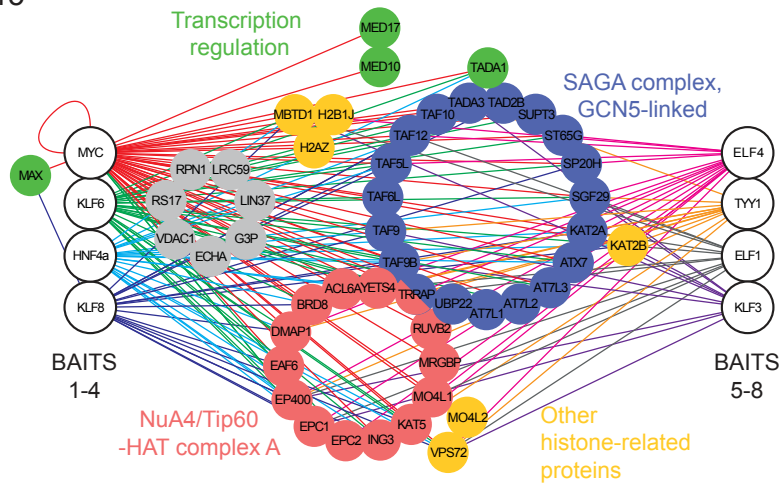 Transcription
regulation
MED17
MED10
TADA1
SAGA complex,
GCN5-linked
MBTD1
H2B1J
H2AZ
TADA3
TAD2B
TAF10
SUPT3
TAF12
ST65G
TAF5L
SP20H
TAF6L
SGF29
TAF9
KAT2A
KAT2B
TAF9B
ATX7
TRRAP
AT7L3
UBP22
AT7L2
AT7L1
MYC
MAX
KLF6
HNF4a
KLF8
BAITS
1-4
RPN1
LRC59
RS17
LIN37
VDAC1
G3P
ECHA
ELF4
TYY1
ELF1
KLF3
BAITS
5-8
ACL6A
YETS4
BRD8
DMAP1
RUVB2
EAF6
MRGBP
EP400
MO4L1
EPC1
KAT5
EPC2
ING3
NuA4/Tip60
-HAT complex A
MO4L2
VPS72
Other
histone-related
proteins